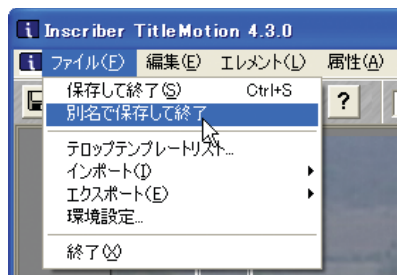 Inscriber TitleMotion 4.3.0
ファイル(F) 編集(E) エレメント(L) 属性(A)
保存して終了(S) Ctrl+S
別名で保存して終了
テロップテンプレートリスト...
インポート(I)
エクスポート(E)
環境設定...
終了(X)
?